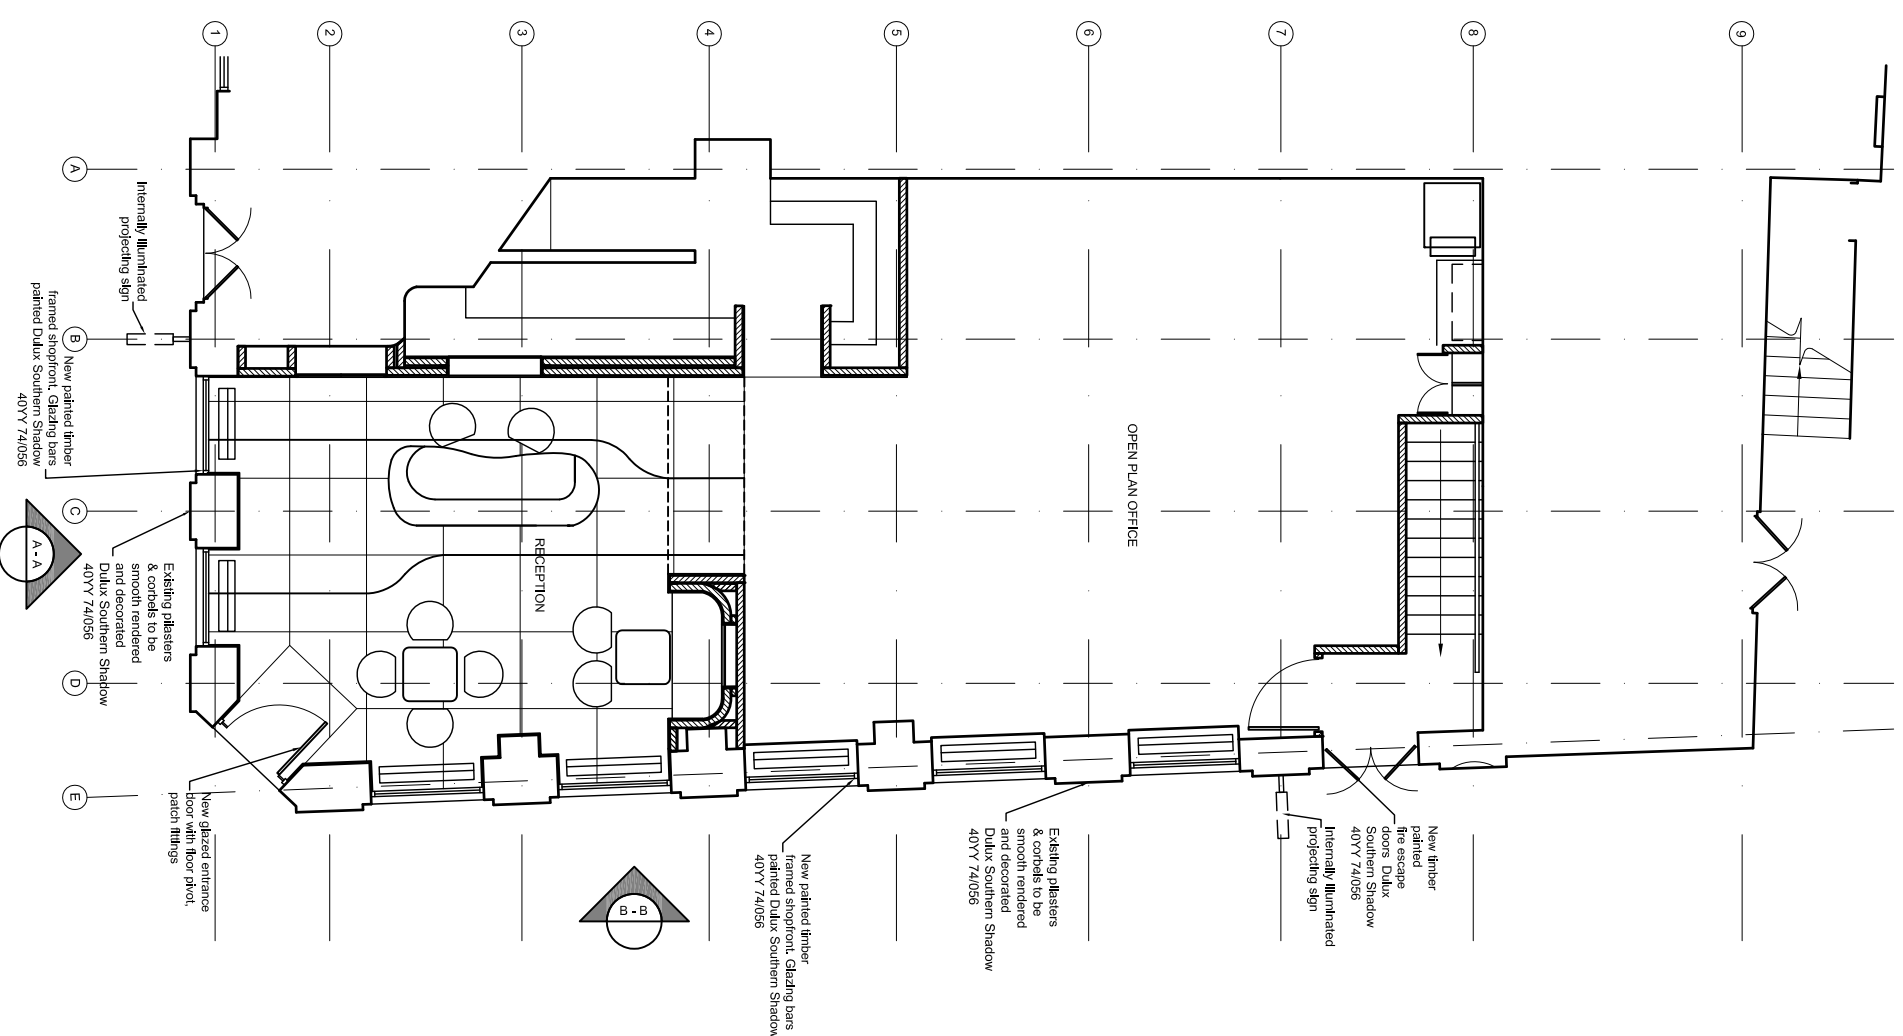 1
2
3
4
5
6
7
8
9
A
B
C
D
E
Internally illuminated
projecting sign
New painted timber
framed shopfront. Glazing bars
painted Dulux Southern Shadow
40YY 74/056
A - A
Existing pilasters
& corbels to be
smooth rendered
and decorated
Dulux Southern Shadow
40YY 74/056
RECEPTION
OPEN PLAN OFFICE
New glazed entrance
door with floor pivot,
patch fittings
B - B
New painted timber
framed shopfront. Glazing bars
painted Dulux Southern Shadow
40YY 74/056
Existing pilasters
& corbels to be
smooth rendered
and decorated
Dulux Southern Shadow
40YY 74/056
Internally illuminated
projecting sign
New timber
painted
fire escape
doors Dulux
Southern Shadow
40YY 74/056